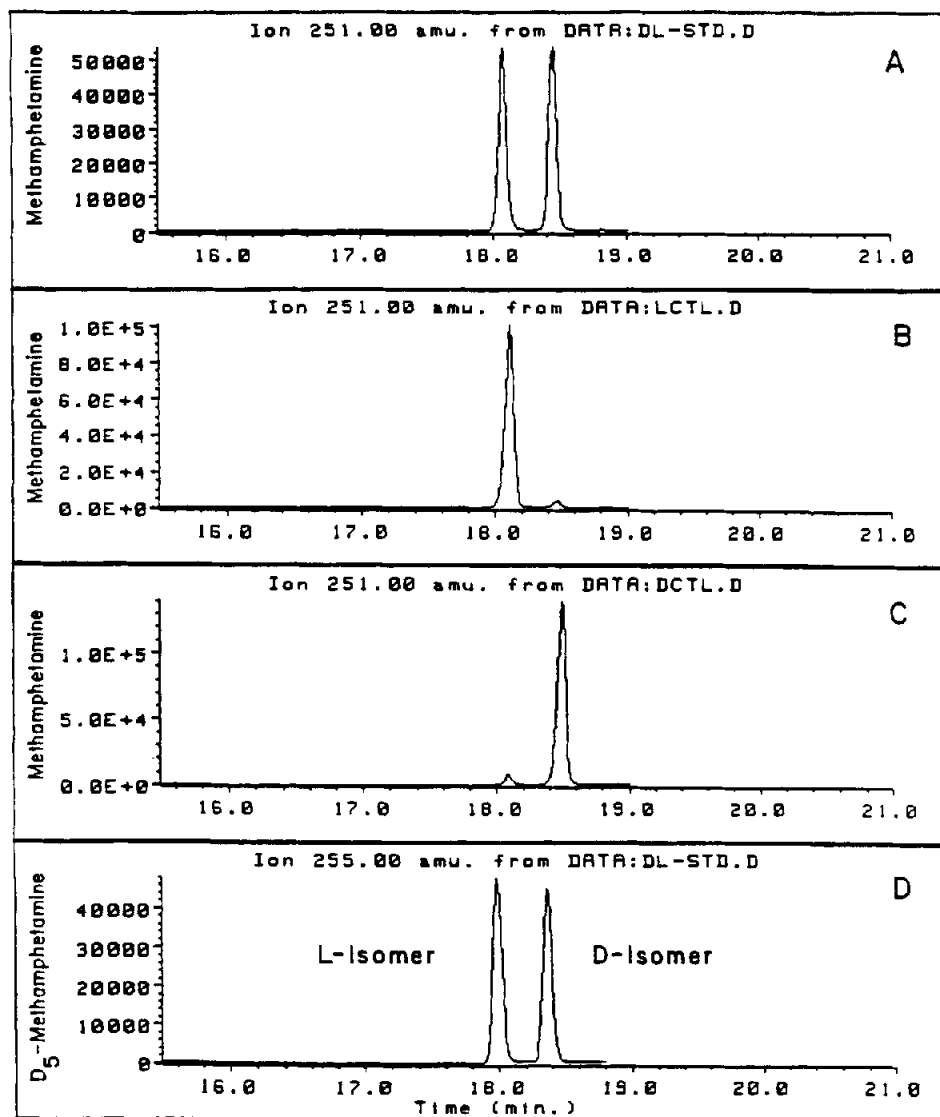 Ion 251.00 amu. from DATA:DL-STD.D
A
Methamphetamine
50000
40000
30000
20000
10000
0
16.0 17.0 18.0 19.0 20.0 21.0
Ion 251.00 amu. from DATA:LCTL.D
B
Methamphetamine
1.0E+5
8.0E+4
6.0E+4
4.0E+4
2.0E+4
0.0E+0
16.0 17.0 18.0 19.0 20.0 21.0
Ion 251.00 amu. from DATA:DCTL.D
C
Methamphetamine
1.0E+5
5.0E+4
0.0E+0
16.0 17.0 18.0 19.0 20.0 21.0
Ion 255.00 amu. from DATA:DL-STD.D
D
D5-Methamphetamine
40000
30000
20000
10000
0
L-Isomer D-Isomer
16.0 17.0 18.0 19.0 20.0 21.0
Time (min.)